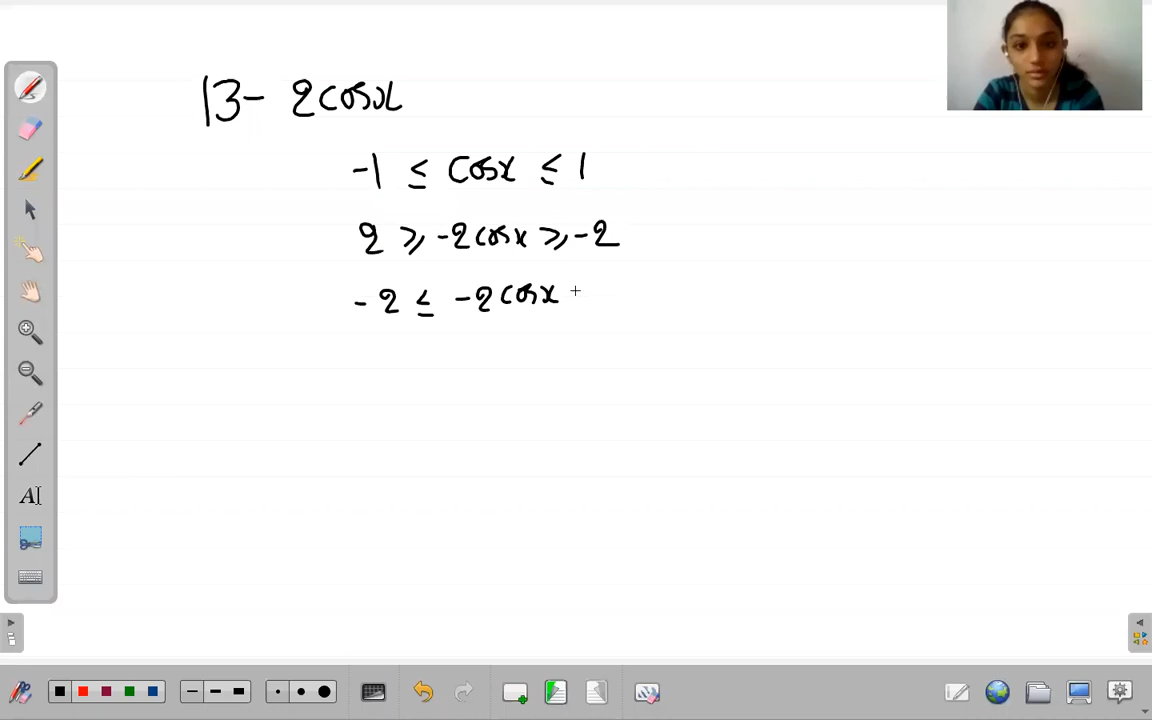 13- 2cosx
-1 ≤ cosx ≤ 1
2 ≥ -2cosx ≥ -2
-2 ≤ -2cosx